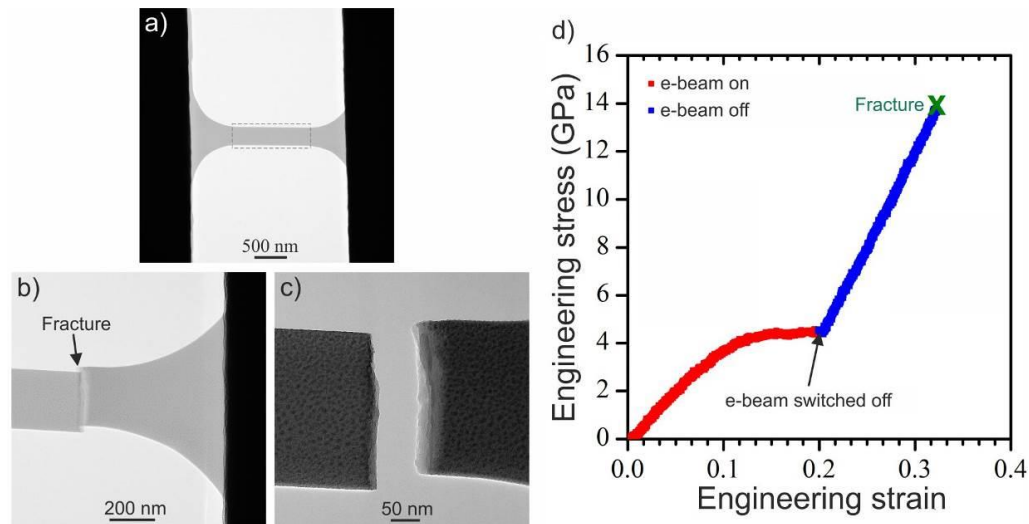 a)
500 nm
b)
Fracture
200 nm
c)
50 nm
d)
Engineering stress (GPa)
16
14
12
10
8
6
4
2
0
e-beam on
e-beam off
Fracture X
e-beam switched off
0.0 0.1 0.2 0.3 0.4
Engineering strain